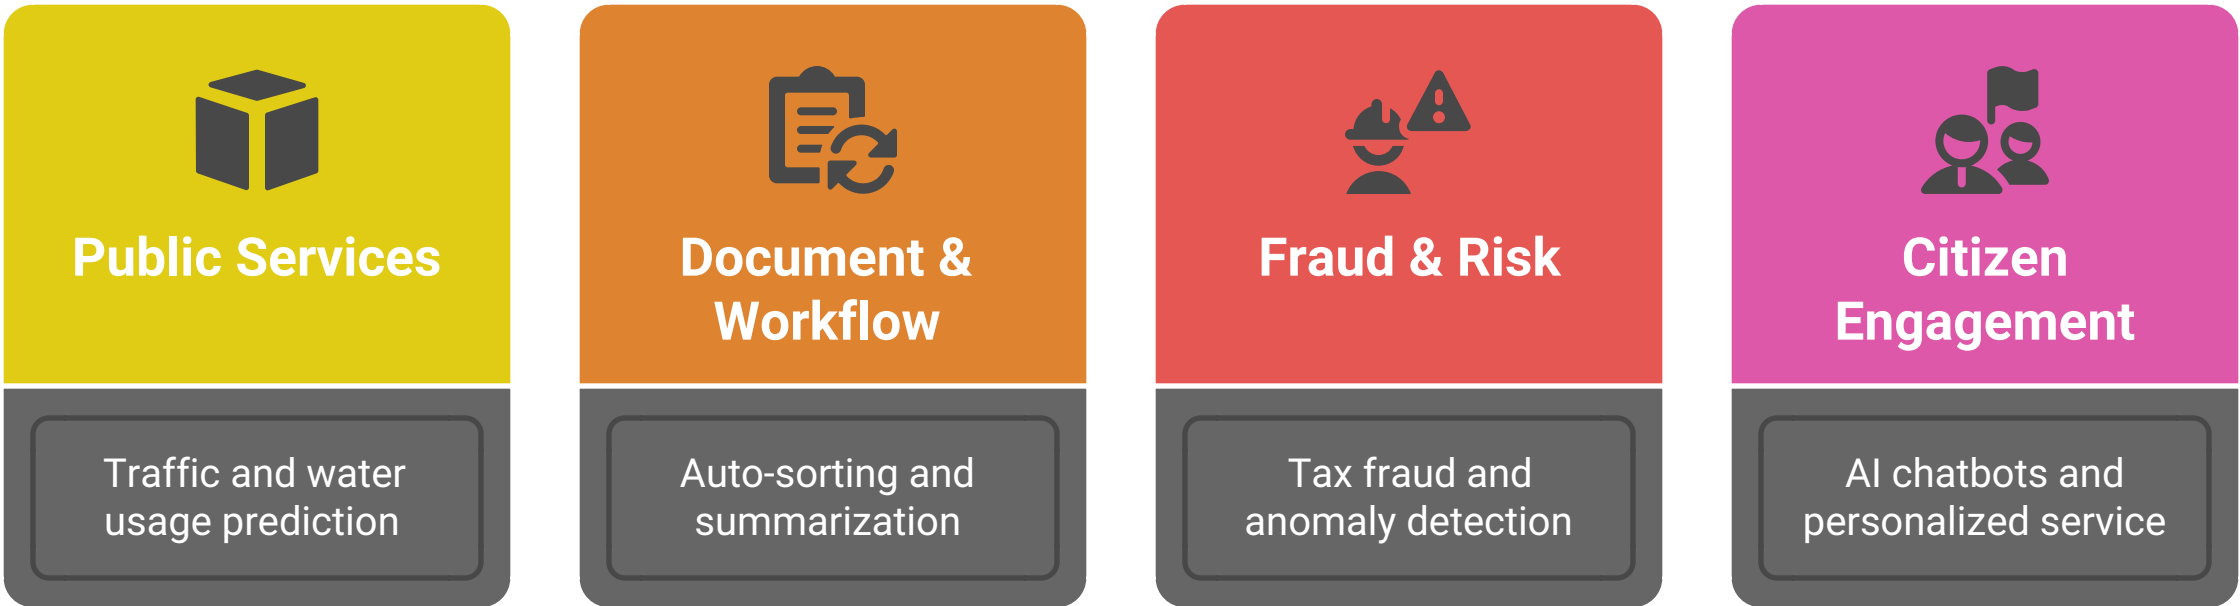 Public Services
Traffic and water
usage prediction
Document &
Workflow
Auto-sorting and
summarization
Fraud & Risk
Tax fraud and
anomaly detection
Citizen
Engagement
AI chatbots and
personalized service